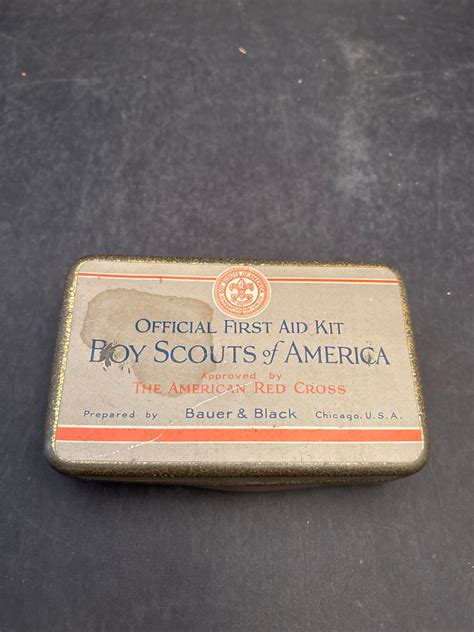 OFFICIAL FIRST AID KIT
BOY SCOUTS of AMERICA
Approved by
THE AMERICAN RED CROSS
Prepared by Bauer & Black Chicago, U.S.A.